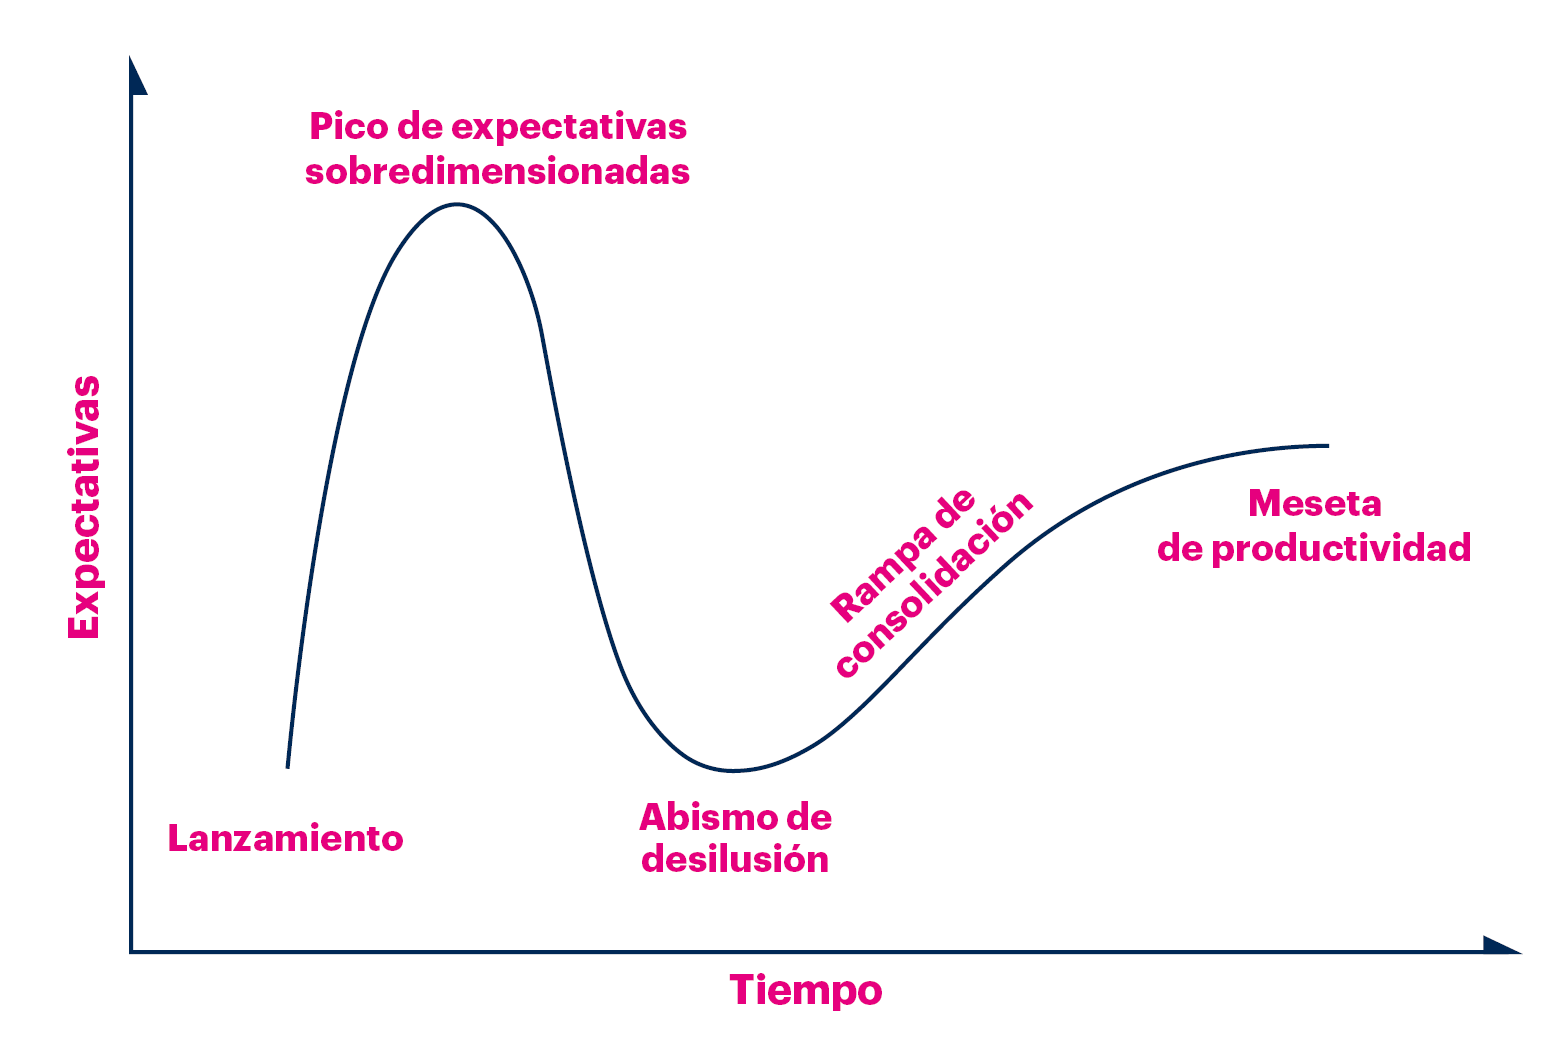 Pico de expectativas
sobredimensionadas
Expectativas
Rampa de
consolidación
Meseta
de productividad
Lanzamiento
Abismo de
desilusión
Tiempo